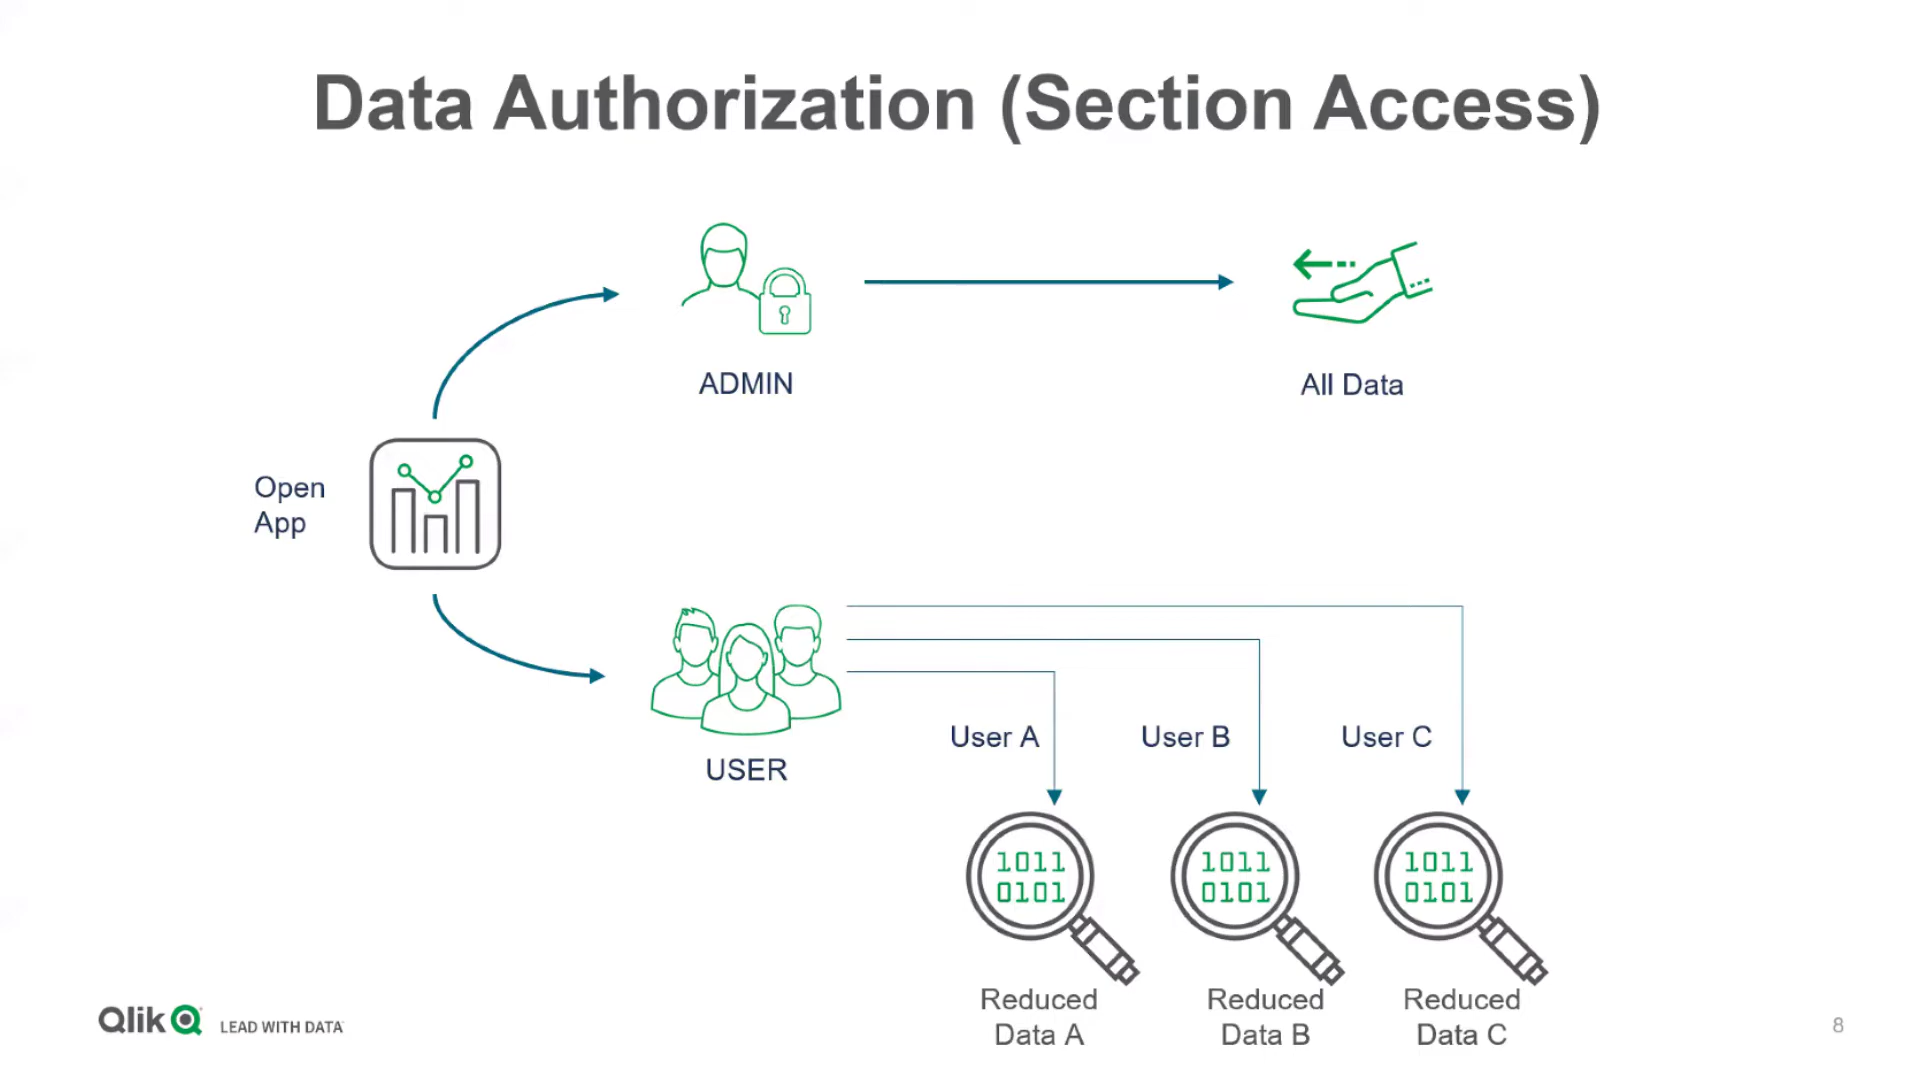 Data Authorization (Section Access)
ADMIN
All Data
Open
App
USER
User A
User B
User C
1011
0101
1011
0101
1011
0101
Reduced
Data A
Reduced
Data B
Reduced
Data C
Qlik
LEAD WITH DATA
8